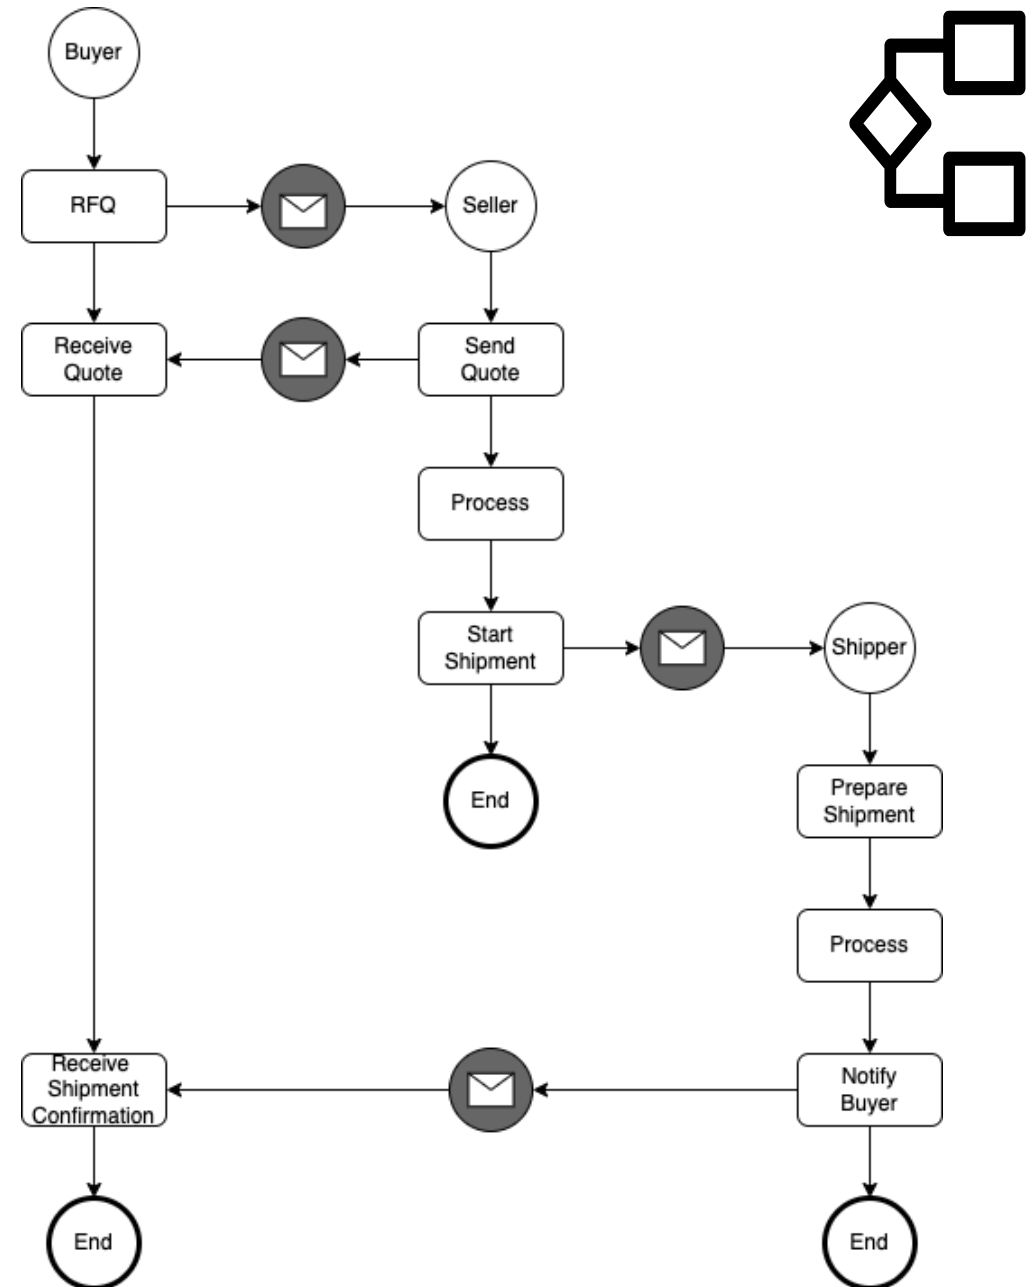 Buyer
RFQ
Seller
Receive
Quote
Send
Quote
Process
Start
Shipment
Shipper
End
Prepare
Shipment
Process
Receive
Shipment
Confirmation
Notify
Buyer
End
End